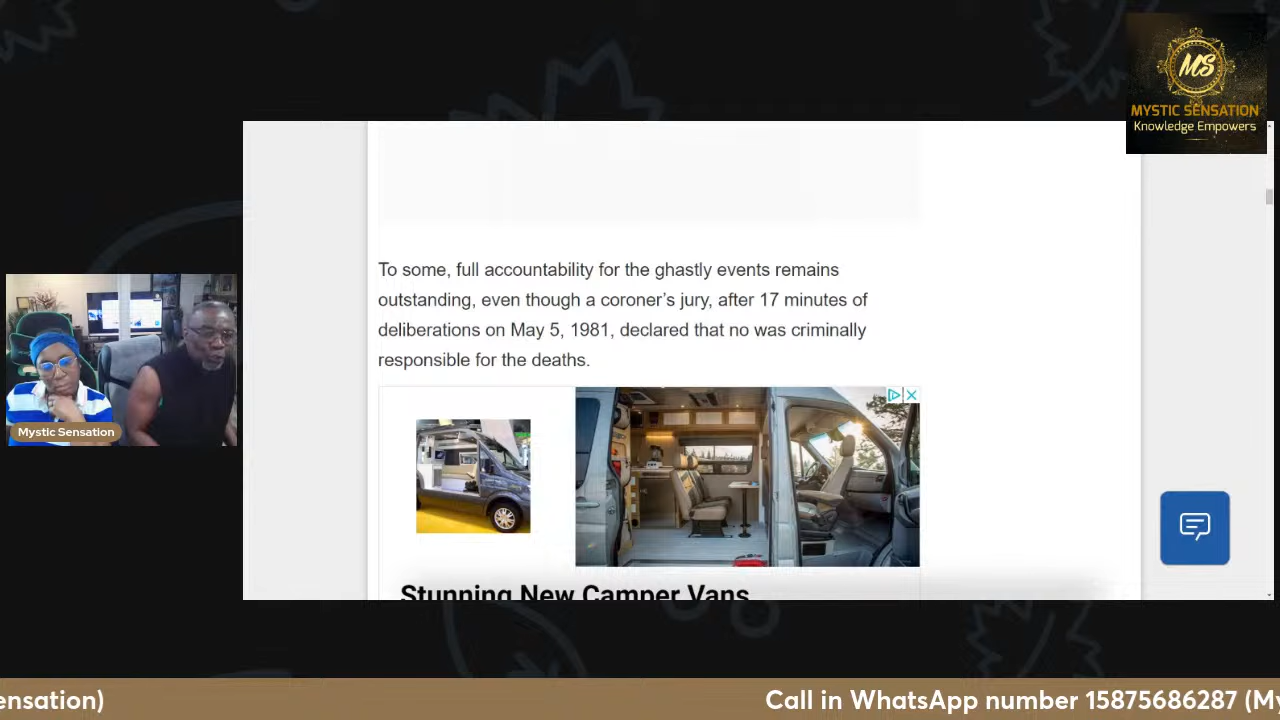 MS
MYSTIC SENSATION
Knowledge Empowers
To some, full accountability for the ghastly events remains
outstanding, even though a coroner’s jury, after 17 minutes of
deliberations on May 5, 1981, declared that no was criminally
responsible for the deaths.
Mystic Sensation
Stunning New Camper Vans
ensation)
Call in WhatsApp number 15875686287 (My